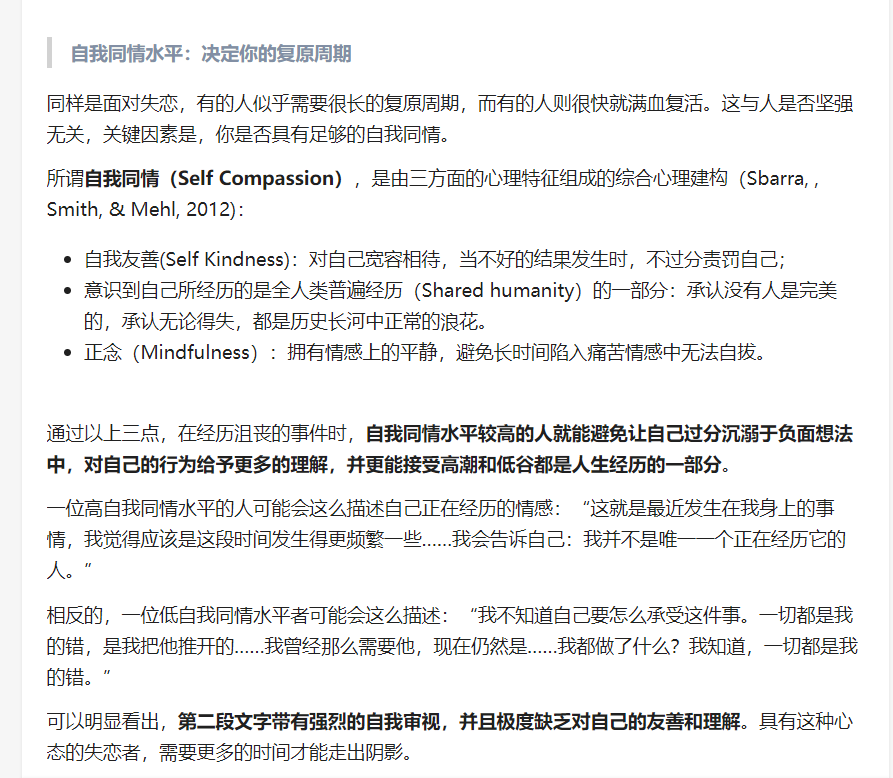 自我同情水平：决定你的复原周期
同样是面对失恋，有的人似乎需要很长的复原周期，而有的人则很快就满血复活。这与人是否坚强
无关，关键因素是，你是否具有足够的自我同情。
所谓自我同情（Self Compassion），是由三方面的心理特征组成的综合心理建构（Sbarra, ,
Smith, & Mehl, 2012)：
• 自我友善(Self Kindness)：对自己宽容相待，当不好的结果发生时，不过分责罚自己；
• 意识到自己所经历的是全人类普遍经历（Shared humanity）的一部分：承认没有人是完美
的，承认无论得失，都是历史长河中正常的浪花。
• 正念（Mindfulness）：拥有情感上的平静，避免长时间陷入痛苦情感中无法自拔。
通过以上三点，在经历沮丧的事件时，自我同情水平较高的人就能避免让自己过分沉溺于负面想法
中，对自己的行为给予更多的理解，并更能接受高潮和低谷都是人生经历的一部分。
一位高自我同情水平的人可能会这么描述自己正在经历的情感：“这就是最近发生在我身上的事
情，我觉得应该是这段时间发生得更频繁一些......我会告诉自己：我并不是唯一一个正在经历它的
人。”
相反的，一位低自我同情水平者可能会这么描述：“我不知道自己要怎么承受这件事。一切都是我
的错，是我把他推开的......我曾经那么需要他，现在仍然是......我都做了什么？我知道，一切都是我
的错。”
可以明显看出，第二段文字带有强烈的自我审视，并且极度缺乏对自己的友善和理解。具有这种心
态的失恋者，需要更多的时间才能走出阴影。